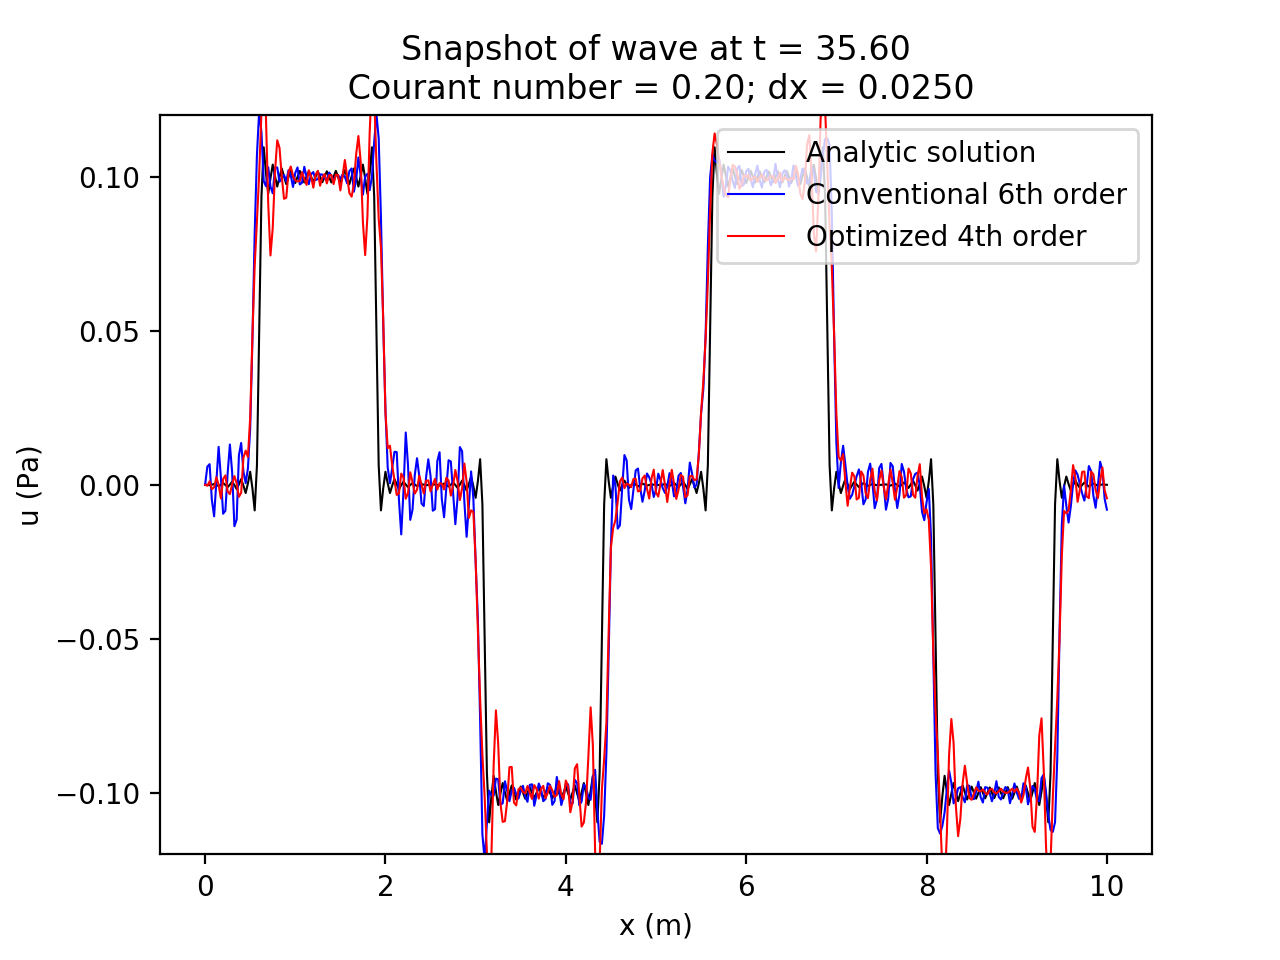 Snapshot of wave at t = 35.60
Courant number = 0.20; dx = 0.0250
Analytic solution
Conventional 6th order
Optimized 4th order
0.10
0.05
0.00
−0.05
−0.10
u (Pa)
0 2 4 6 8 10
x (m)